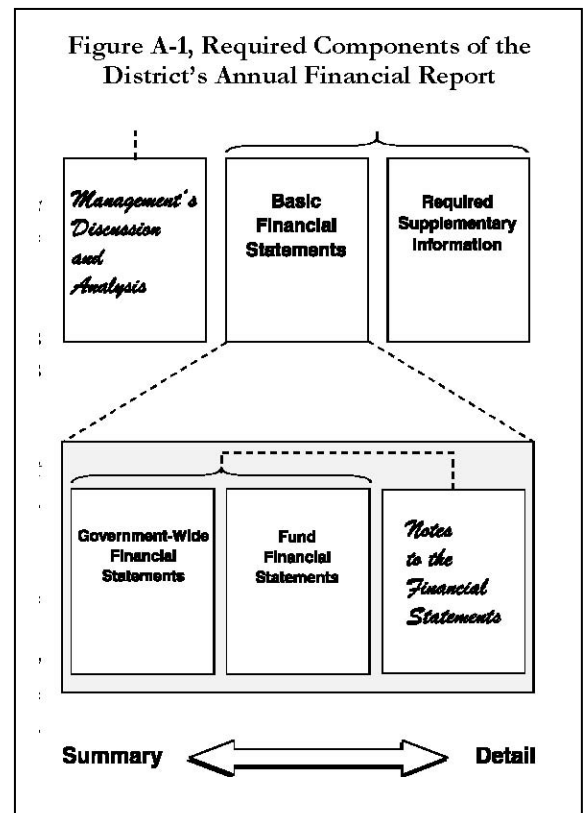 Figure A-1, Required Components of the
District's Annual Financial Report
Management's
Discussion
and
Analysis
Basic
Financial
Statements
Required
Supplementary
Information
Government-Wide
Financial
Statements
Fund
Financial
Statements
Notes
to the
Financial
Statements
Summary
Detail